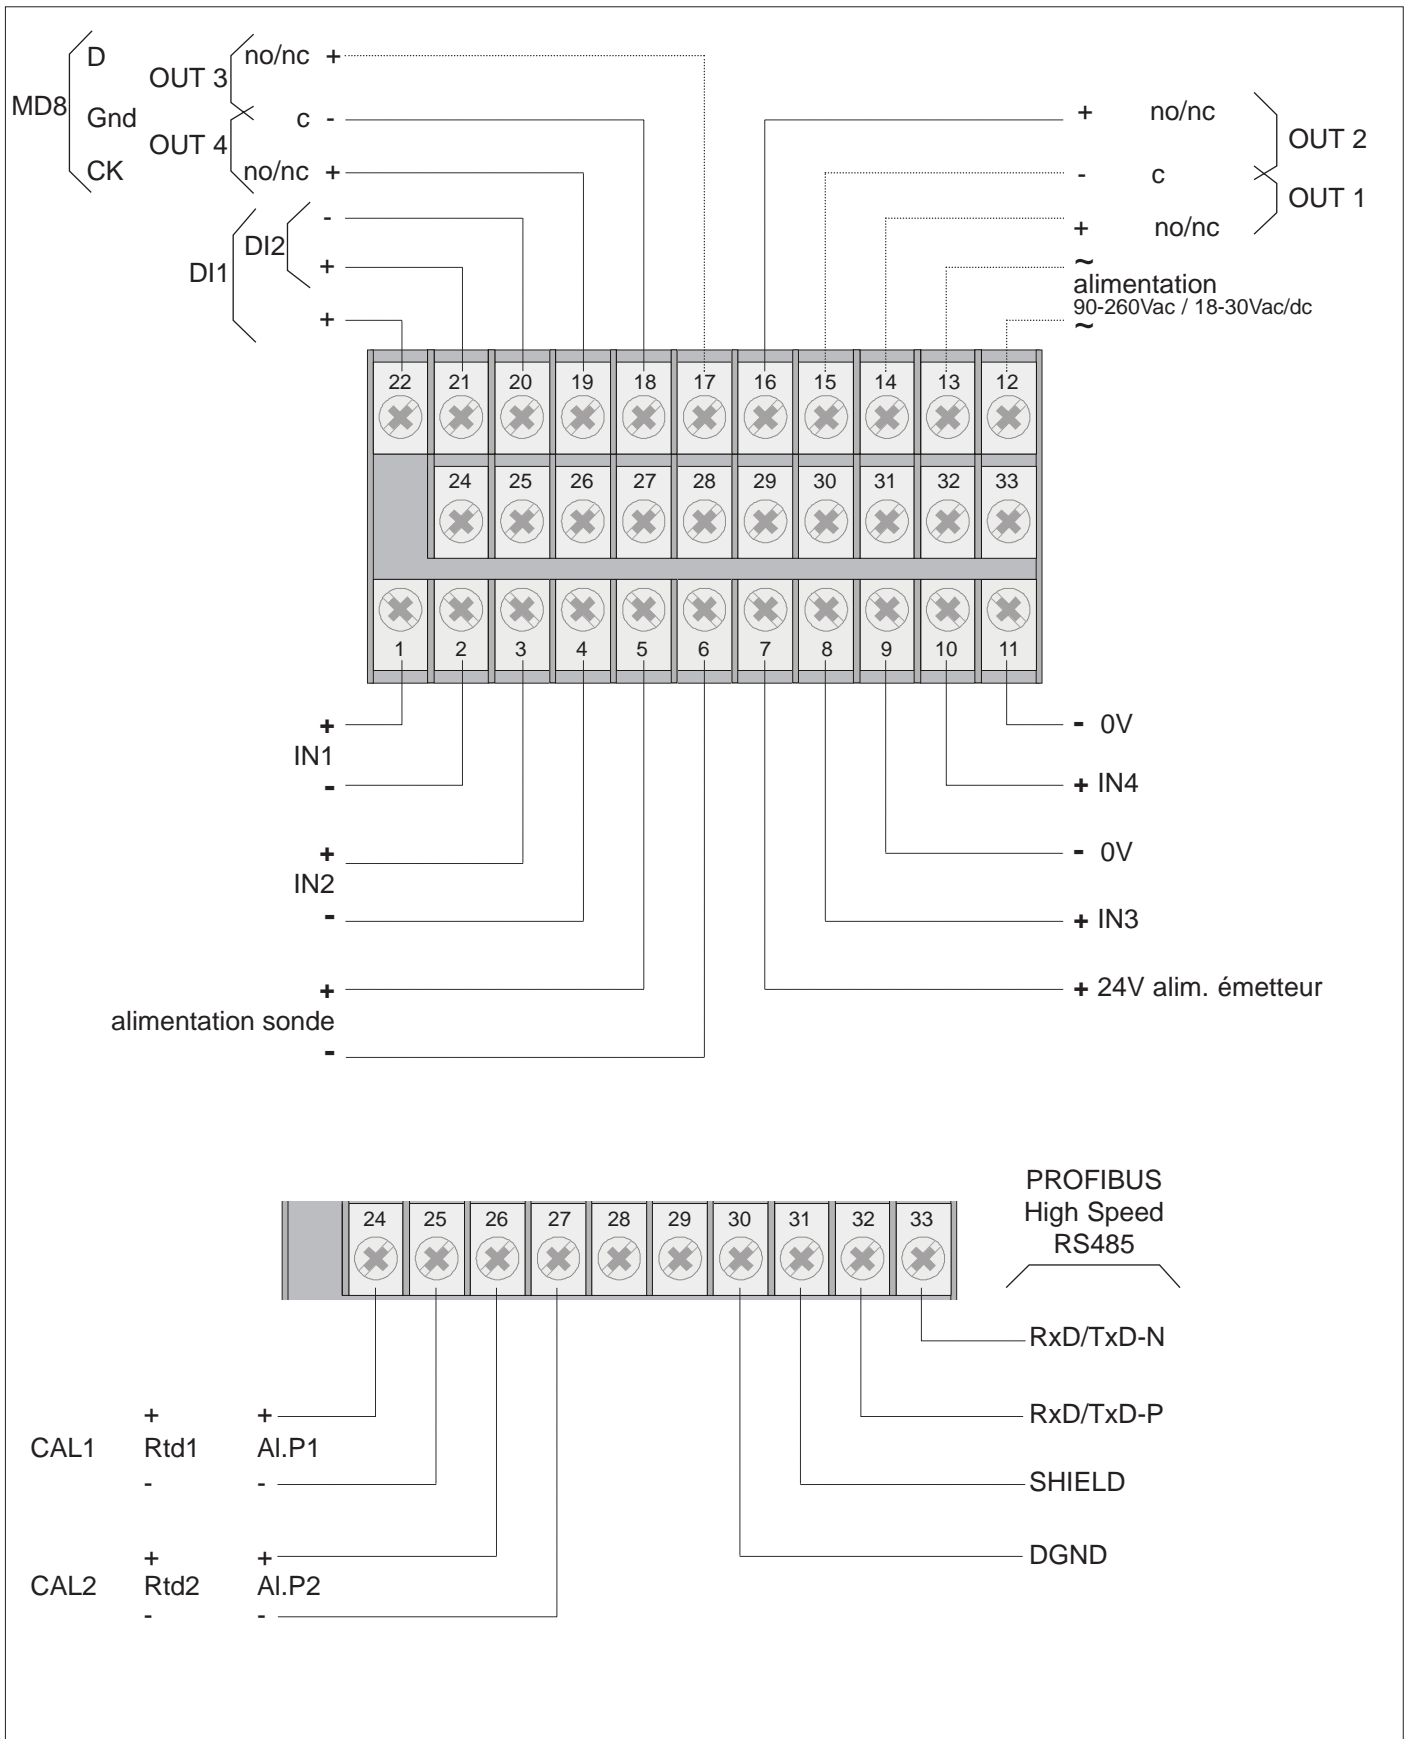 D
OUT 3
no/nc +
MD8
Gnd
c -
OUT 4
CK
no/nc +
-
DI2
DI1
+
+
+ no/nc
OUT 2
- c
OUT 1
+ no/nc
~
alimentation
90-260Vac / 18-30Vac/dc
~
22 21 20 19 18 17 16 15 14 13 12
24 25 26 27 28 29 30 31 32 33
1 2 3 4 5 6 7 8 9 10 11
+
IN1
-
+
IN2
-
+
alimentation sonde
-
- 0V
+ IN4
- 0V
+ IN3
+ 24V alim. émetteur
PROFIBUS
High Speed
RS485
24 25 26 27 28 29 30 31 32 33
RxD/TxD-N
RxD/TxD-P
SHIELD
DGND
+ +
CAL1 Rtd1 Al.P1
- -
+ +
CAL2 Rtd2 Al.P2
- -